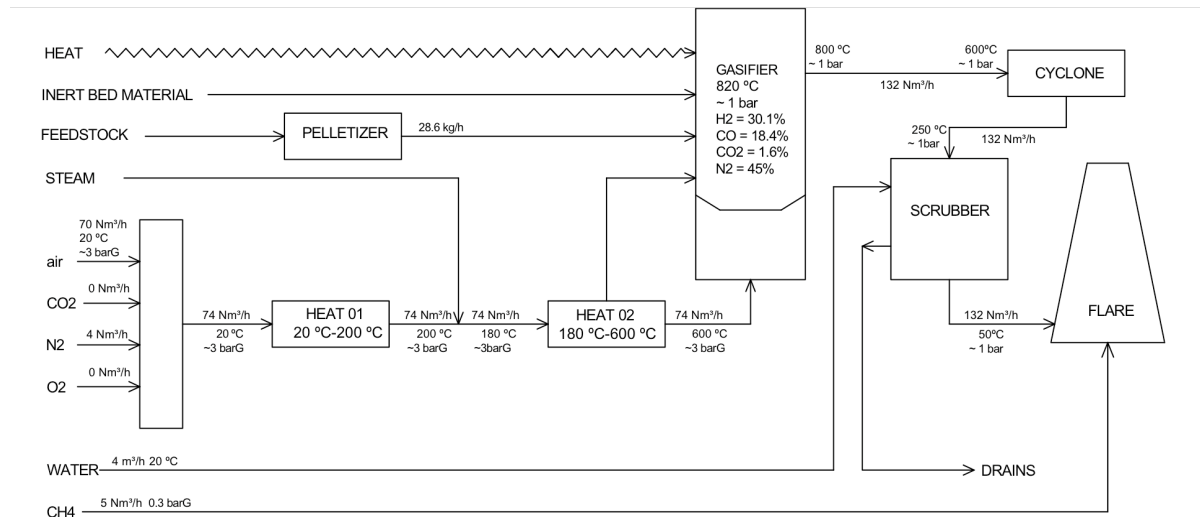 HEAT
INERT BED MATERIAL
FEEDSTOCK
PELLETIZER
28.6 kg/h
STEAM
GASIFIER
820 ºC
~ 1 bar
H2 = 30.1%
CO = 18.4%
CO2 = 1.6%
N2 = 45%
800 ºC
~ 1 bar
132 Nm³/h
600ºC
~ 1 bar
CYCLONE
250 ºC
~ 1bar
132 Nm³/h
SCRUBBER
70 Nm³/h
20 ºC
~3 barG
air
0 Nm³/h
CO2
4 Nm³/h
N2
0 Nm³/h
O2
74 Nm³/h
20 ºC
~3 barG
HEAT 01
20 ºC-200 ºC
74 Nm³/h
200 ºC
~3 barG
74 Nm³/h
180 ºC
~3barG
HEAT 02
180 ºC-600 ºC
74 Nm³/h
600 ºC
~3 barG
132 Nm³/h
50ºC
~ 1 bar
FLARE
WATER
4 m³/h 20 ºC
DRAINS
CH4
5 Nm³/h 0.3 barG